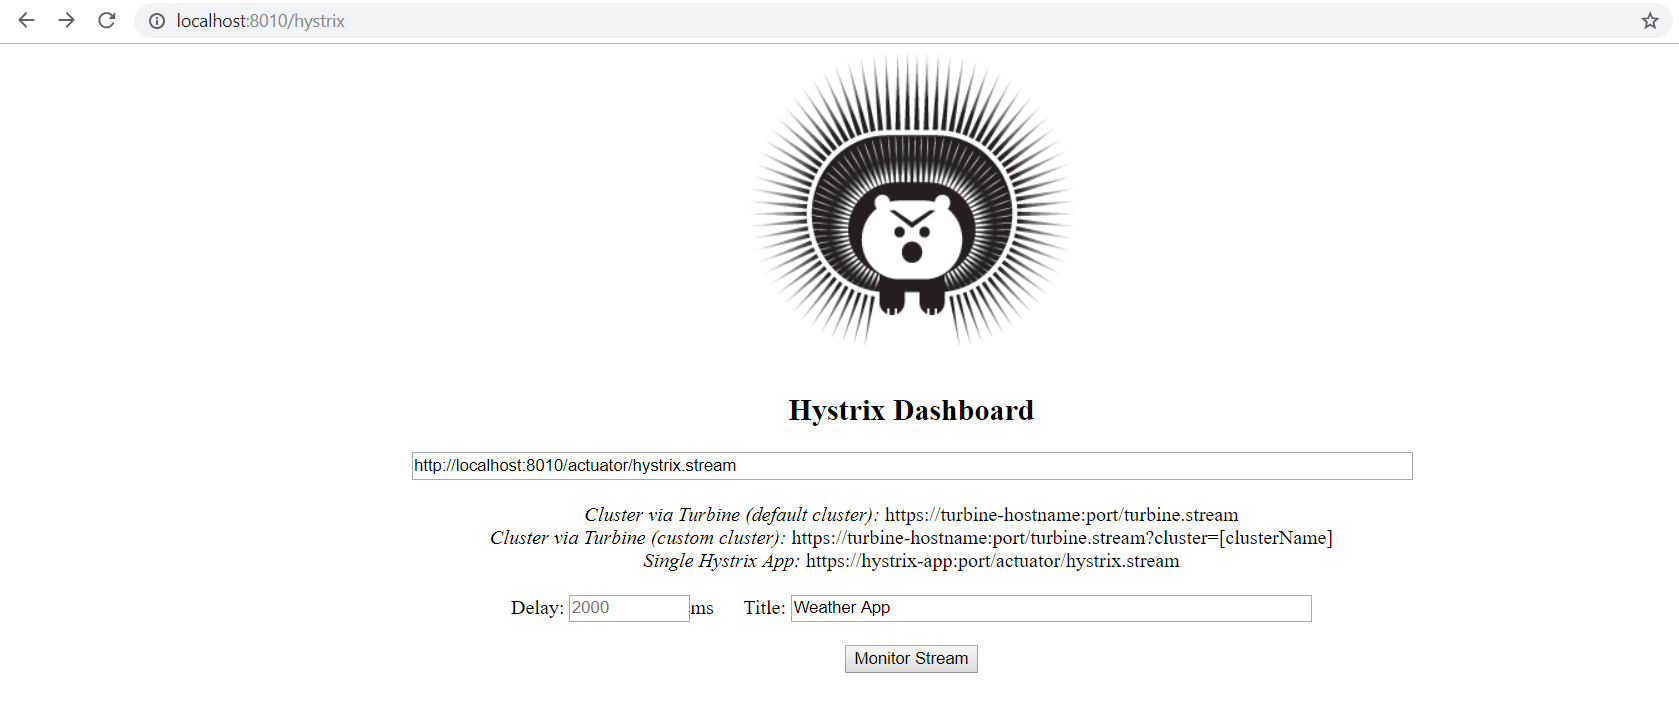 localhost:8010/hystrix
Hystrix Dashboard
http://localhost:8010/actuator/hystrix.stream
Cluster via Turbine (default cluster): https://turbine-hostname:port/turbine.stream
Cluster via Turbine (custom cluster): https://turbine-hostname:port/turbine.stream?cluster=[clusterName]
Single Hystrix App: https://hystrix-app:port/actuator/hystrix.stream
Delay: 2000 ms Title: Weather App
Monitor Stream